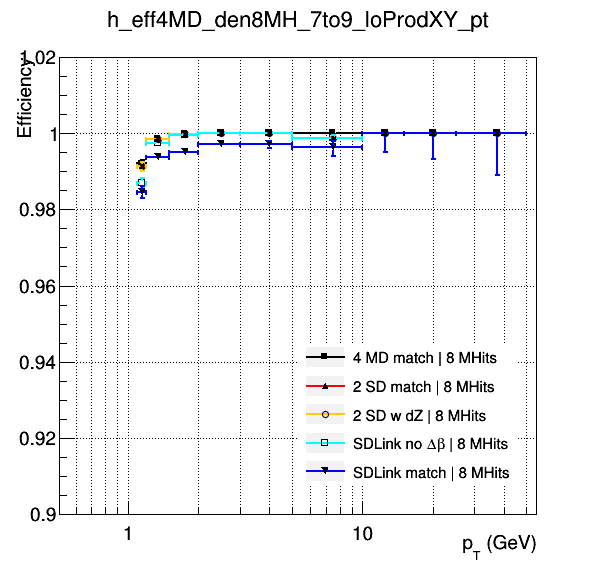 h_eff4MD_den8MH_7to9_loProdXY_pt
Efficiency
1.02
1
0.98
0.96
0.94
0.92
0.9
4 MD match | 8 MHits
2 SD match | 8 MHits
2 SD w dZ | 8 MHits
SDLink no Δβ | 8 MHits
SDLink match | 8 MHits
1
10
p_T (GeV)